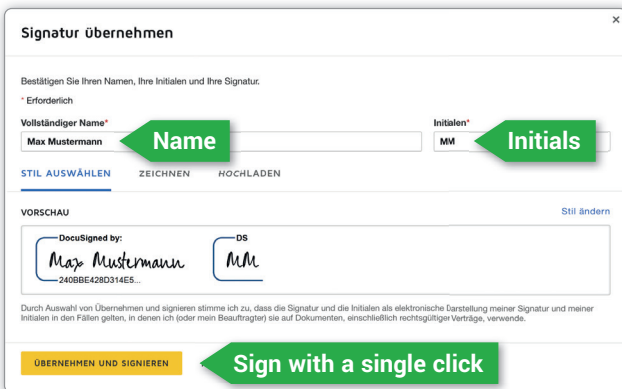 ×
Signatur übernehmen
Bestätigen Sie Ihren Namen, Ihre Initialen und Ihre Signatur.
* Erforderlich
Vollständiger Name*
Initialen*
Max Mustermann
Name
MM
Initials
STIL AUSWÄHLEN ZEICHNEN HOCHLADEN
VORSCHAU
Stil ändern
DocuSigned by:
DS
Max Mustermann
MM
240BBE428D314E5...
Durch Auswahl von Übernehmen und signieren stimme ich zu, dass die Signatur und die Initialen als elektronische Darstellung meiner Signatur und meiner
Initialen in den Fällen gelten, in denen ich (oder mein Beauftragter) sie auf Dokumenten, einschließlich rechtsgültiger Verträge, verwende.
ÜBERNEHMEN UND SIGNIEREN
Sign with a single click